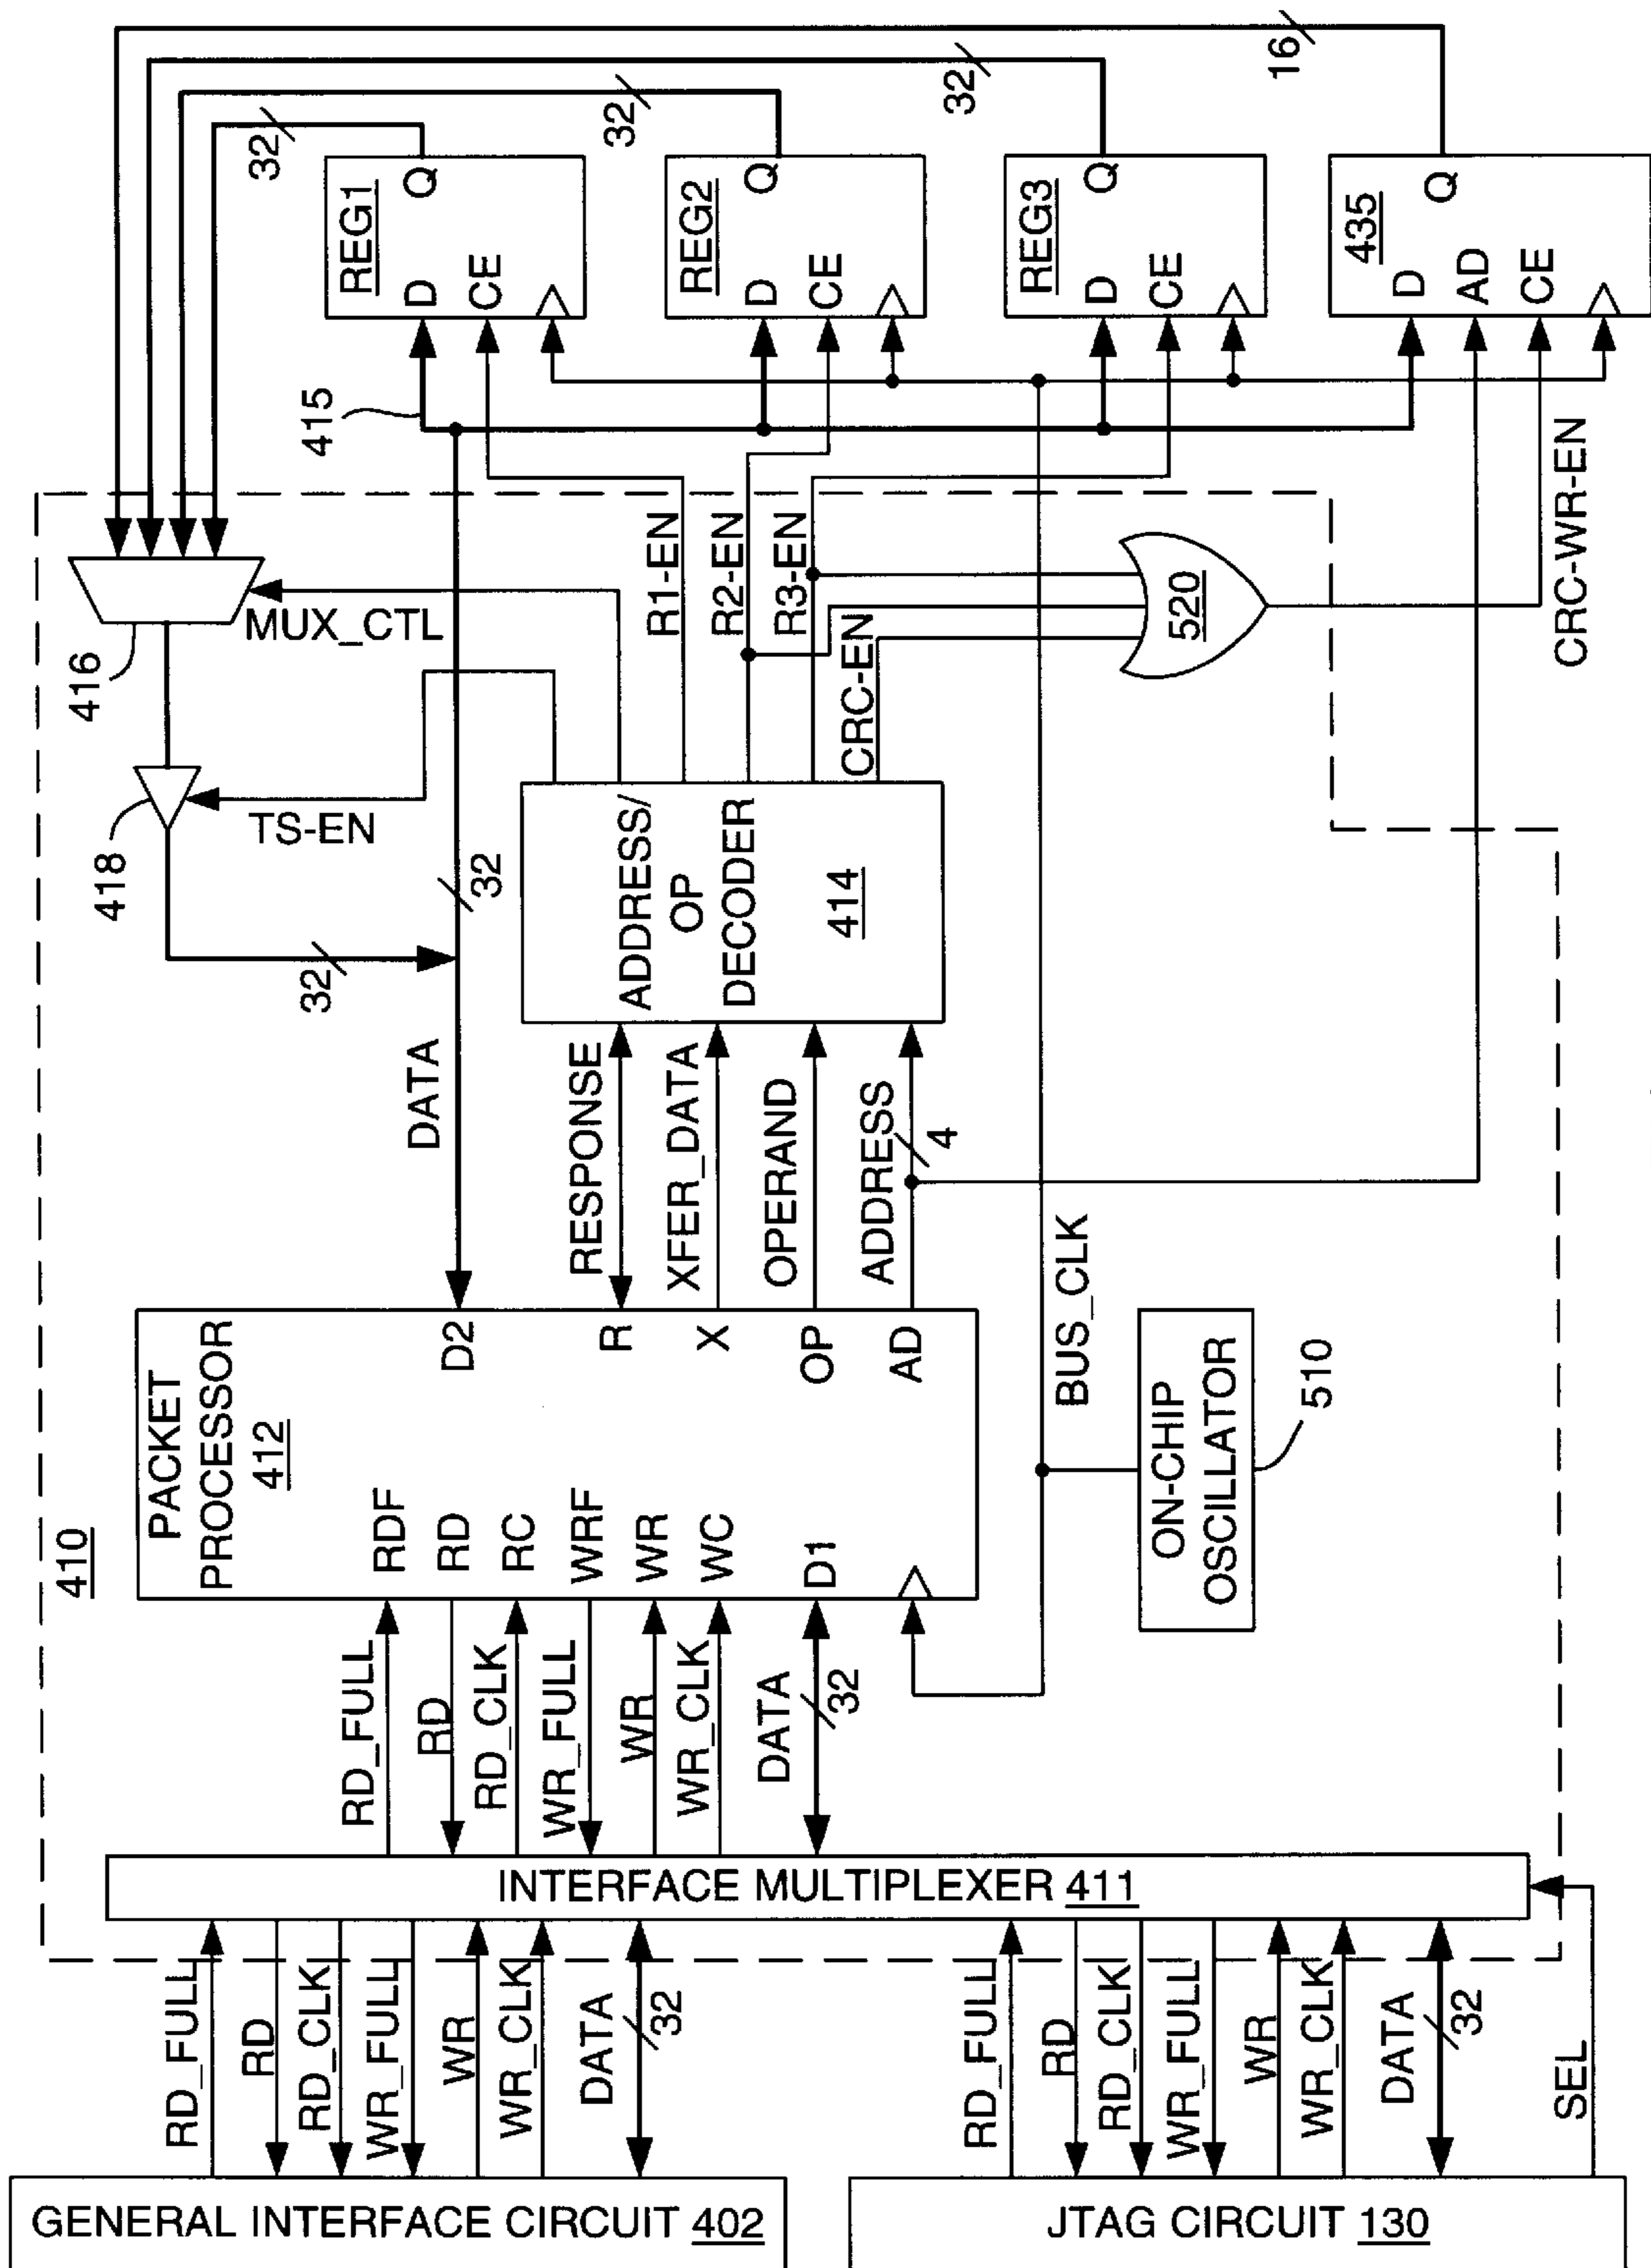 GENERAL INTERFACE CIRCUIT 402
JTAG CIRCUIT 130
RD_FULL
RD
RD_CLK
WR_FULL
WR
WR_CLK
DATA
32
RD_FULL
RD
RD_CLK
WR_FULL
WR
WR_CLK
DATA
32
SEL
INTERFACE MULTIPLEXER 411
410
RD_FULL
RD
RD_CLK
WR_FULL
WR
WR_CLK
DATA
32
PACKET
PROCESSOR
412
RDF
RD
RC
WRF
WR
WC
D1
D2
R
X
OP
AD
ON-CHIP
OSCILLATOR
510
BUS_CLK
DATA
RESPONSE
XFER_DATA
OPERAND
ADDRESS
4
32
32
ADDRESS/
OP
DECODER
414
418
TS-EN
416
MUX_CTL
R1-EN
R2-EN
R3-EN
CRC-EN
520
CRC-WR-EN
415
REG1
D
CE
Q
32
REG2
D
CE
Q
32
REG3
D
CE
Q
32
435
D
AD
CE
Q
16